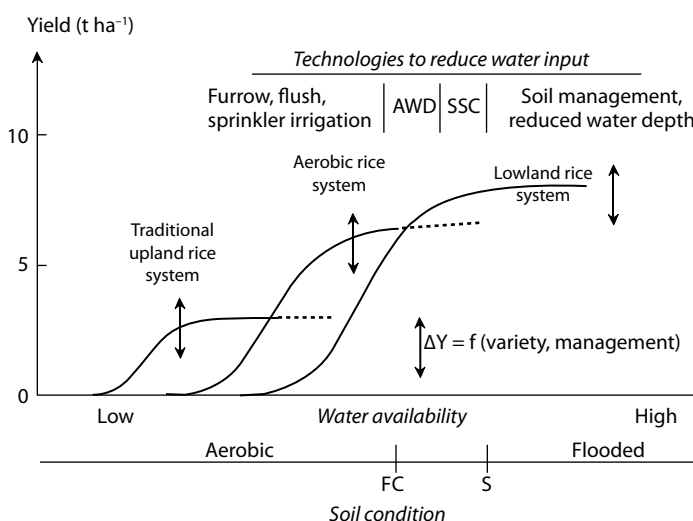 Yield (t ha⁻¹)
Technologies to reduce water input
Furrow, flush,
sprinkler irrigation
AWD
SSC
Soil management,
reduced water depth
10
Aerobic rice
system
Lowland rice
system
Traditional
upland rice
system
5
ΔY = f (variety, management)
0
Low
Water availability
High
Aerobic
Flooded
FC
S
Soil condition